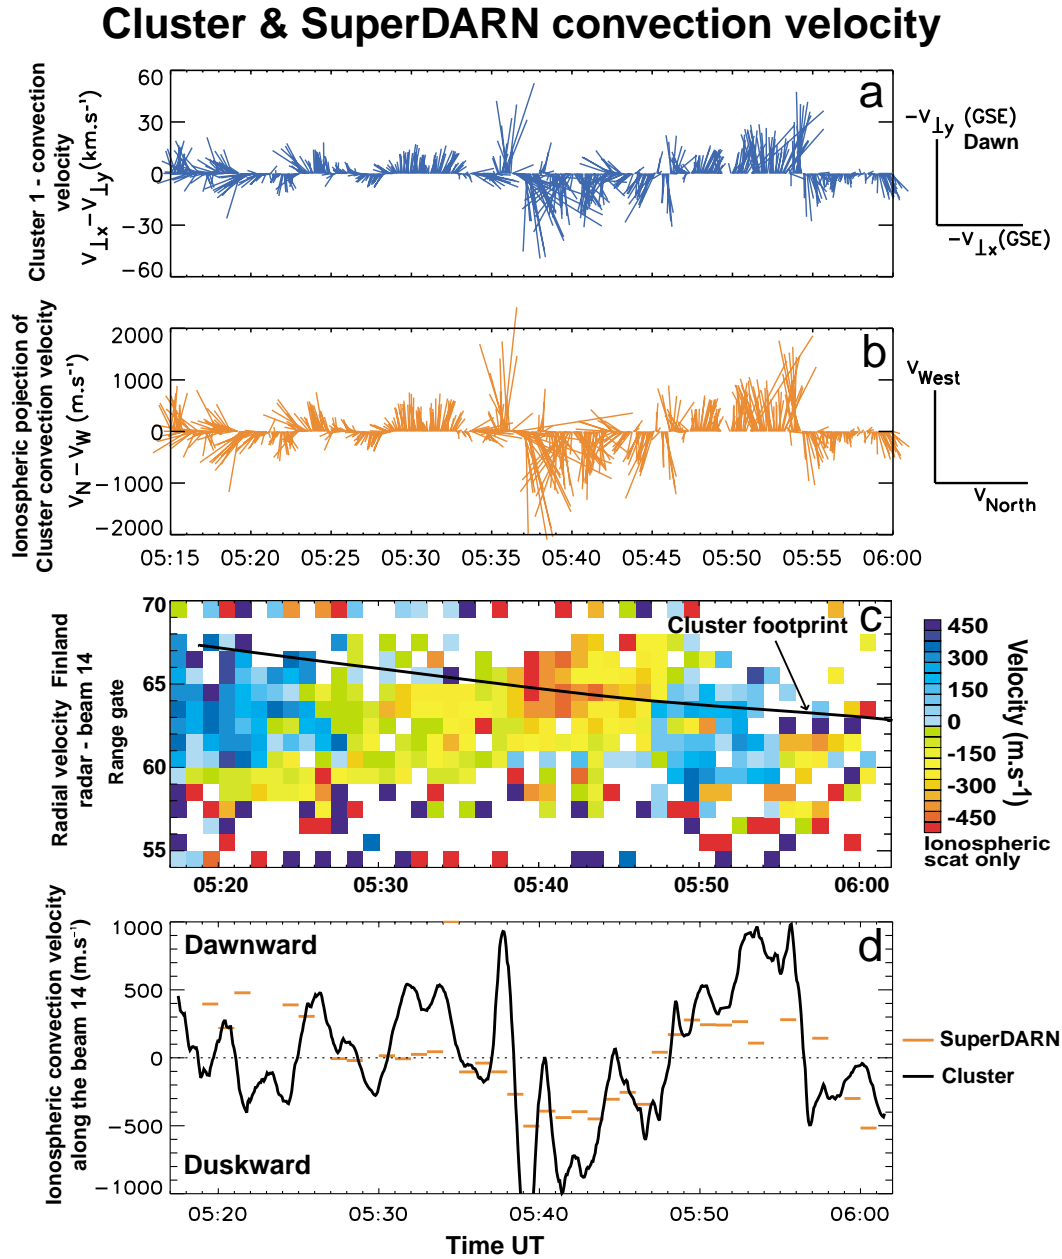 Cluster & SuperDARN convection velocity
Cluster 1 - convection
velocity
V⊥x − V⊥y (km.s⁻¹)
60
30
0
−30
−60
a
−V⊥y (GSE)
Dawn
−V⊥x (GSE)
Ionospheric pojection of
Cluster convection velocity
VN − VW (m.s⁻¹)
2000
1000
0
−1000
−2000
b
VWest
VNorth
05:15 05:20 05:25 05:30 05:35 05:40 05:45 05:50 05:55 06:00
Radial velocity Finland
radar - beam 14
Range gate
70
65
60
55
Cluster footprint
c
05:20 05:30 05:40 05:50 06:00
450
300
150
0
-150
-300
-450
Velocity (m.s-1)
Ionospheric
scat only
Ionospheric convection velocity
along the beam 14 (m.s⁻¹)
1000
500
0
−500
−1000
Dawnward
Duskward
d
SuperDARN
Cluster
05:20 05:30 05:40 05:50 06:00
Time UT